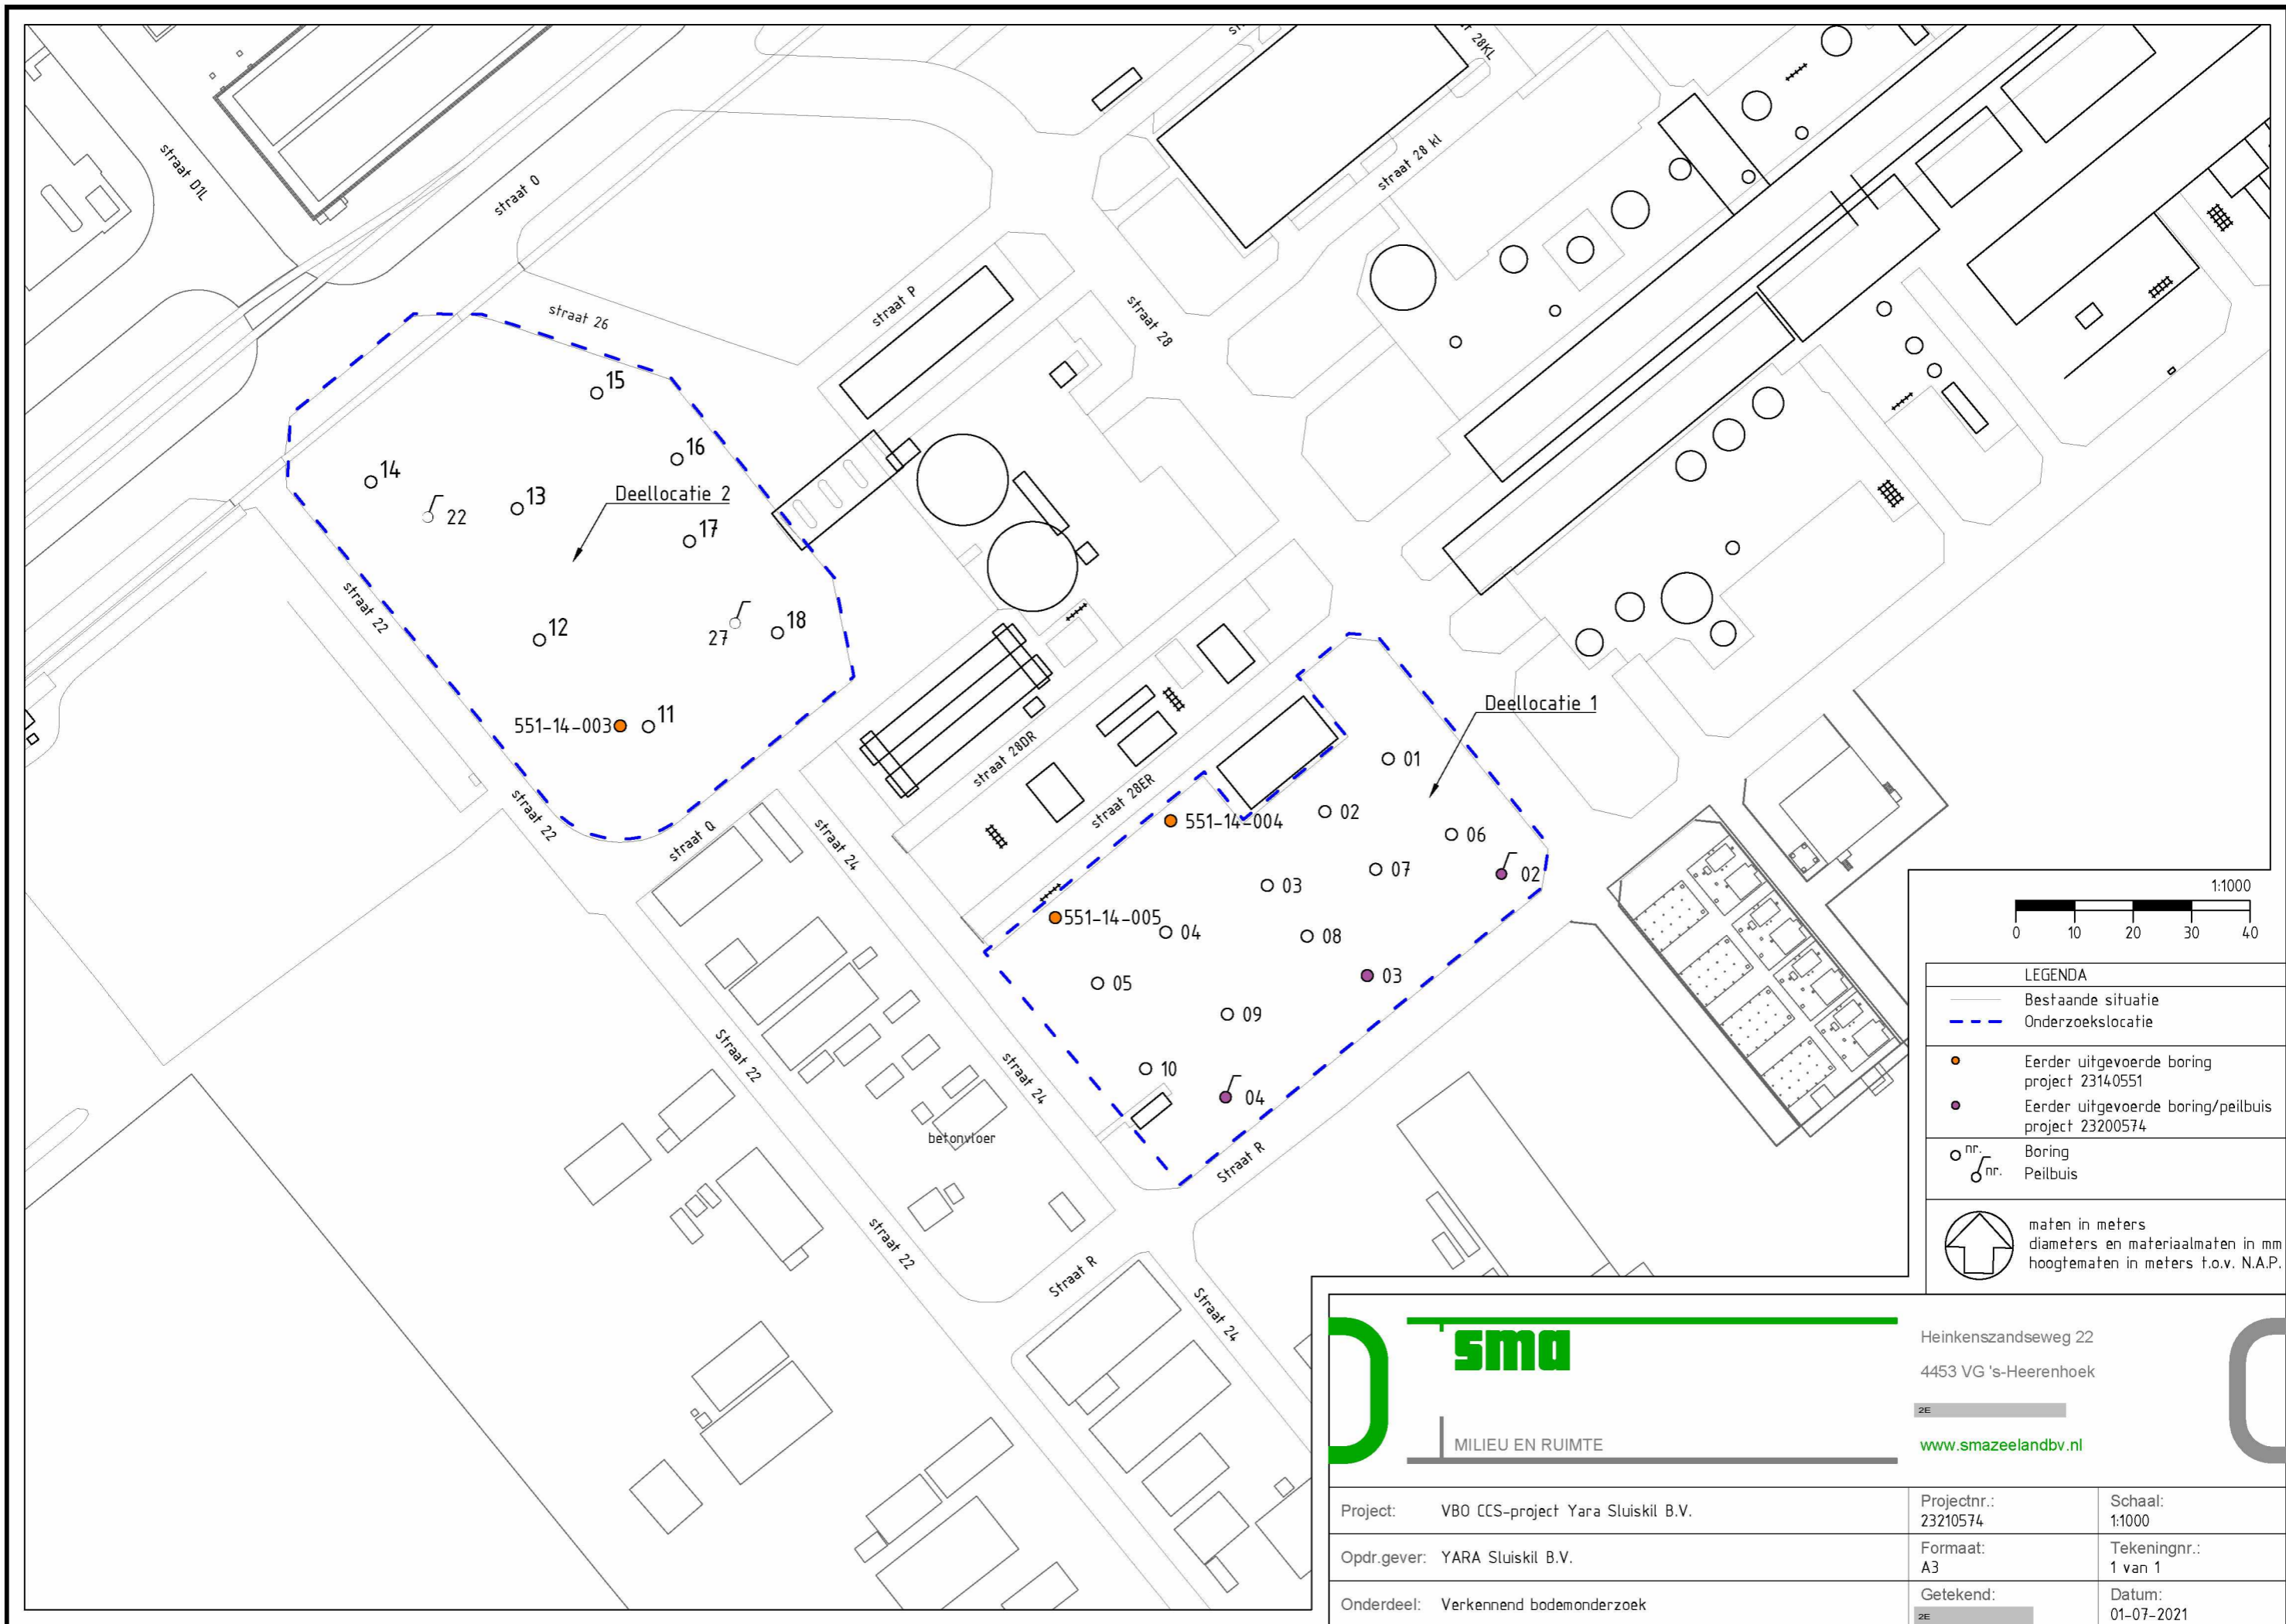 straat D1L
straat O
straat 26
straat P
straat 28
straat 28 kl
st
at 28KL
15
16
14
13
Deellocatie 2
22
17
12
27
18
551-14-003
11
straat 22
straat 22
straat Q
straat 24
straat 28DR
straat 28ER
Deellocatie 1
01
02
551-14-004
06
07
02
03
551-14-005
04
08
03
05
09
10
04
Straat 22
straat 24
betonvloer
Straat R
straat 22
Straat R
Straat 24
1:1000
0 10 20 30 40
LEGENDA
Bestaande situatie
Onderzoekslocatie
Eerder uitgevoerde boring
project 23140551
Eerder uitgevoerde boring/peilbuis
project 23200574
nr. Boring
nr. Peilbuis
maten in meters
diameters en materiaalmaten in mm
hoogtematen in meters t.o.v. N.A.P.
sma
MILIEU EN RUIMTE
Heinkenszandseweg 22
4453 VG 's-Heerenhoek
2E
www.smazeelandbv.nl
Project: VBO CCS-project Yara Sluiskil B.V.
Projectnr.: 23210574
Schaal: 1:1000
Opdr.gever: YARA Sluiskil B.V.
Formaat: A3
Tekeningnr.: 1 van 1
Onderdeel: Verkennend bodemonderzoek
Getekend: 2E
Datum: 01-07-2021